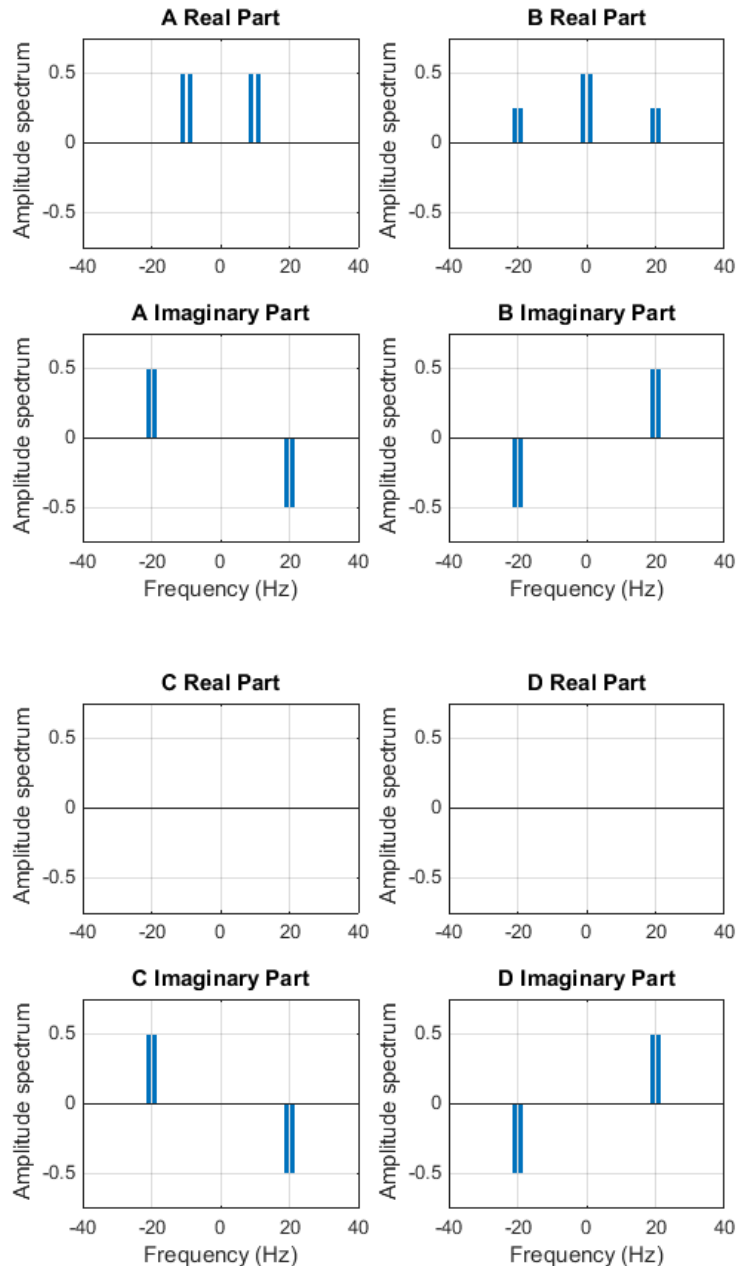 A Real Part
Amplitude spectrum
0.5
0
-0.5
-40 -20 0 20 40
B Real Part
Amplitude spectrum
0.5
0
-0.5
-40 -20 0 20 40
A Imaginary Part
Amplitude spectrum
0.5
0
-0.5
-40 -20 0 20 40
Frequency (Hz)
B Imaginary Part
Amplitude spectrum
0.5
0
-0.5
-40 -20 0 20 40
Frequency (Hz)
C Real Part
Amplitude spectrum
0.5
0
-0.5
-40 -20 0 20 40
D Real Part
Amplitude spectrum
0.5
0
-0.5
-40 -20 0 20 40
C Imaginary Part
Amplitude spectrum
0.5
0
-0.5
-40 -20 0 20 40
Frequency (Hz)
D Imaginary Part
Amplitude spectrum
0.5
0
-0.5
-40 -20 0 20 40
Frequency (Hz)